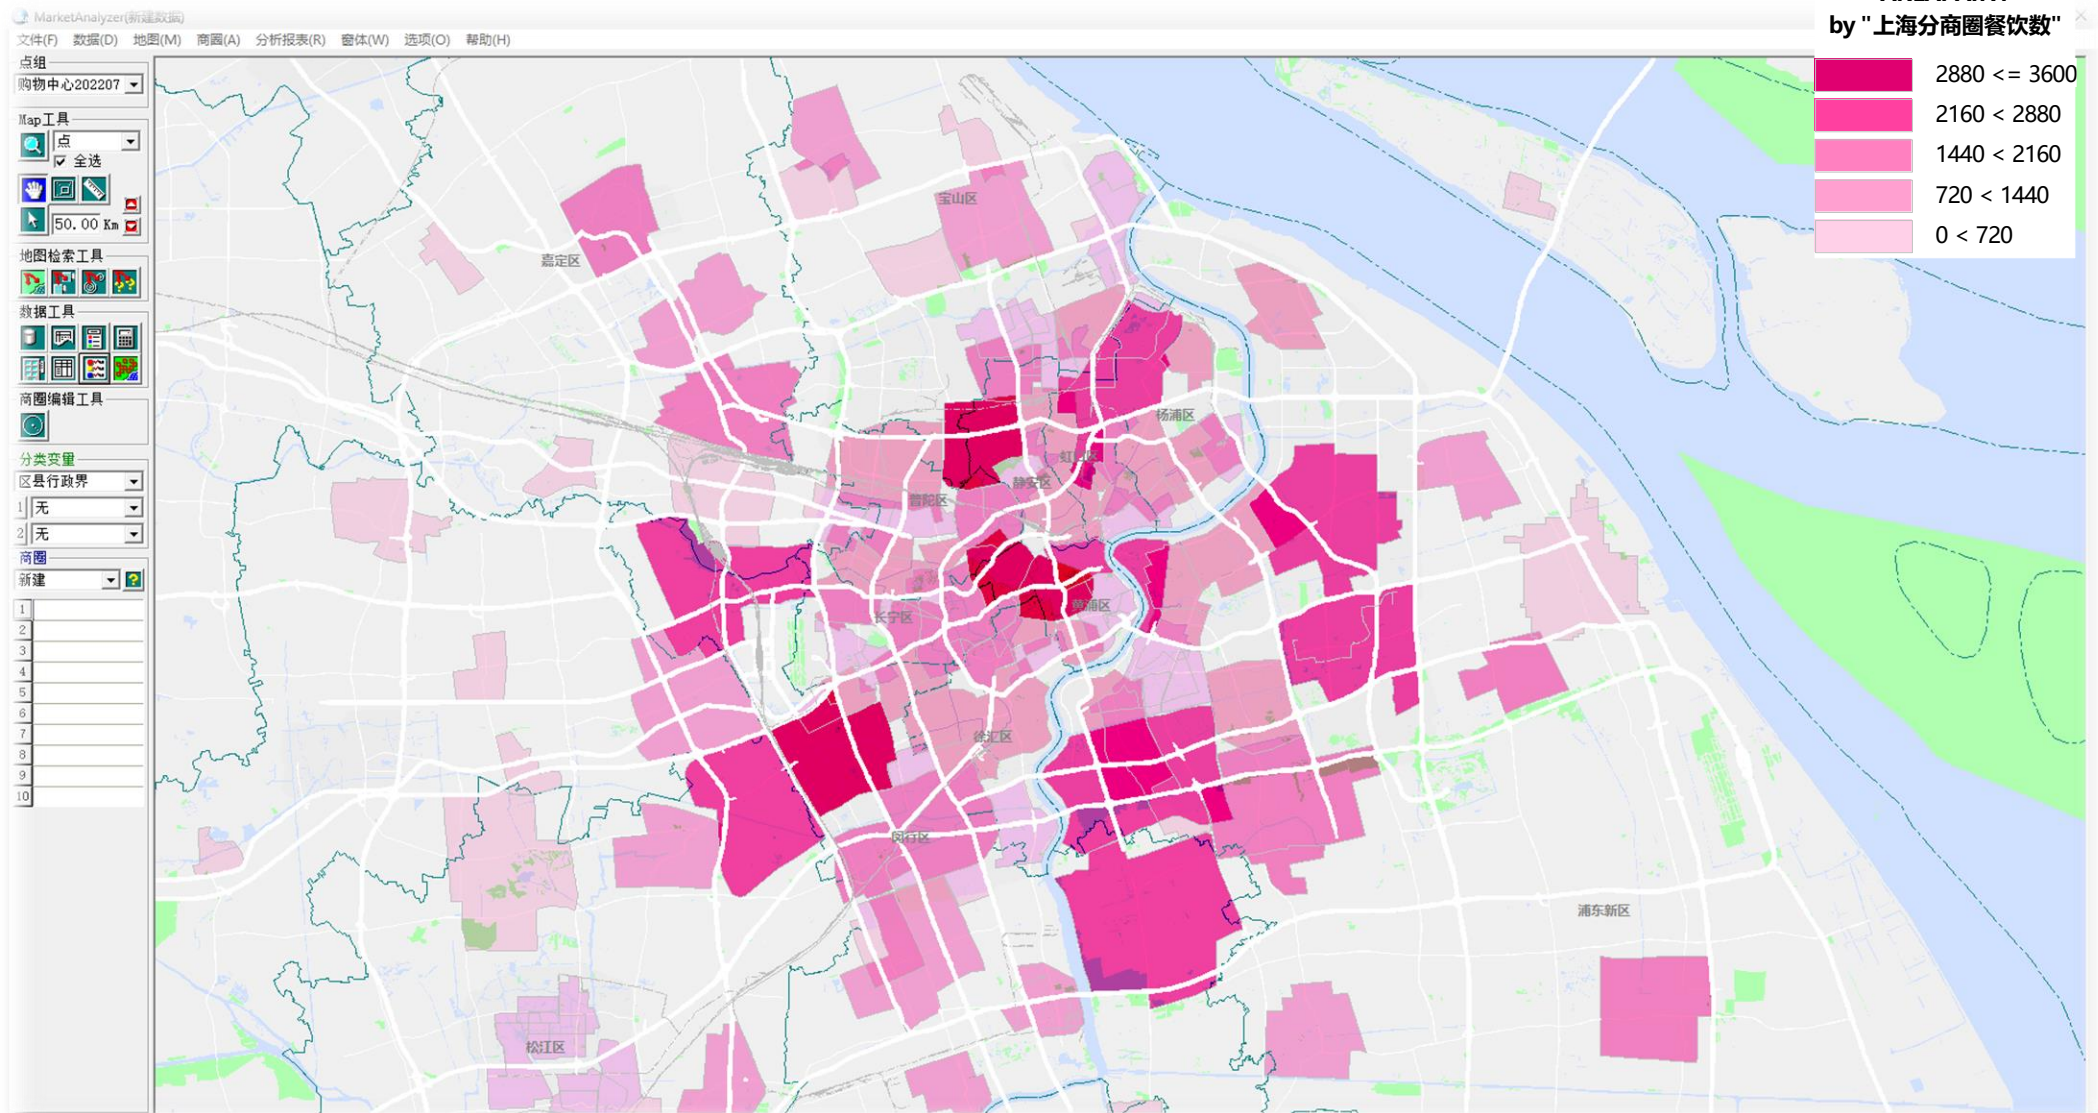 MarketAnalyzer(新建数据)
文件(F) 数据(D) 地图(M) 商圈(A) 分析报表(R) 窗体(W) 选项(O) 帮助(H)
点组
购物中心202207
Map工具
点
全选
50.00 Km
地图检索工具
数据工具
商圈编辑工具
分类变量
区县行政界
1 无
2 无
商圈
新建
1
2
3
4
5
6
7
8
9
10
by "上海分商圈餐饮数"
2880 <= 3600
2160 < 2880
1440 < 2160
720 < 1440
0 < 720
宝山区
嘉定区
杨浦区
虹口区
静安区
普陀区
黄浦区
长宁区
徐汇区
闵行区
浦东新区
松江区